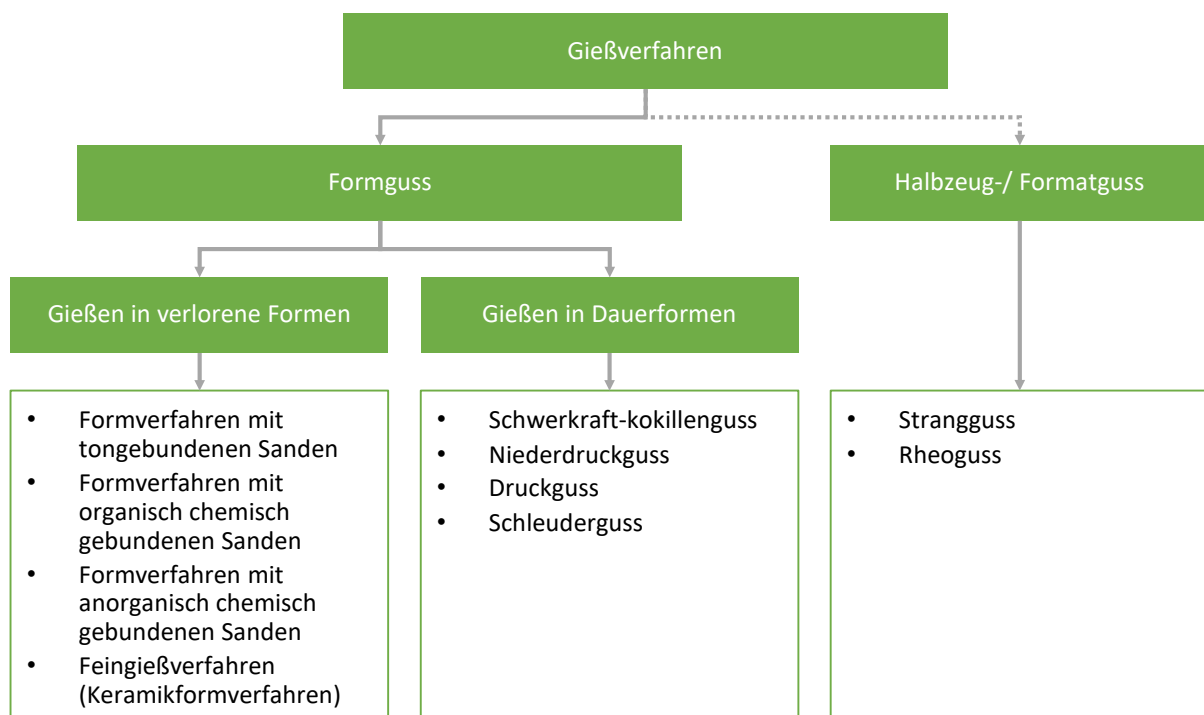 Gießverfahren
Formguss
Halbzeug-/ Formatguss
Gießen in verlorene Formen
Gießen in Dauerformen
• Formverfahren mit
tongebundenen Sanden
• Formverfahren mit
organisch chemisch
gebundenen Sanden
• Formverfahren mit
anorganisch chemisch
gebundenen Sanden
• Feingießverfahren
(Keramikformverfahren)
• Schwerkraft-kokillenguss
• Niederdruckguss
• Druckguss
• Schleuderguss
• Strangguss
• Rheoguss